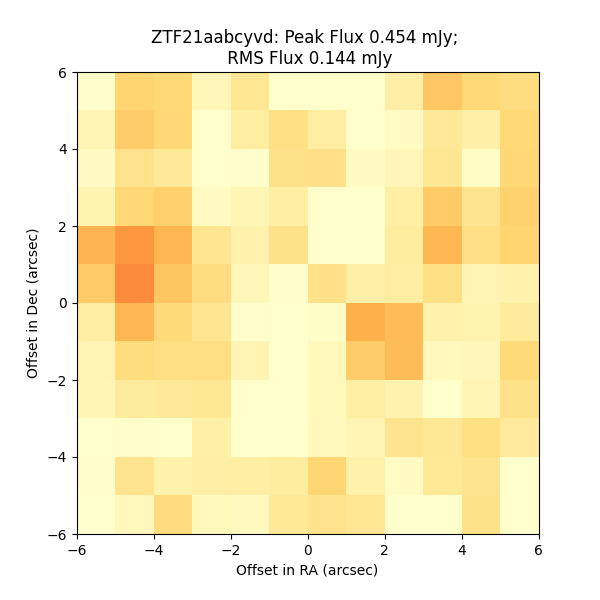 ZTF21aabcyvd: Peak Flux 0.454 mJy;
RMS Flux 0.144 mJy
6
4
2
0
−2
−4
−6
Offset in Dec (arcsec)
−6 −4 −2 0 2 4 6
Offset in RA (arcsec)